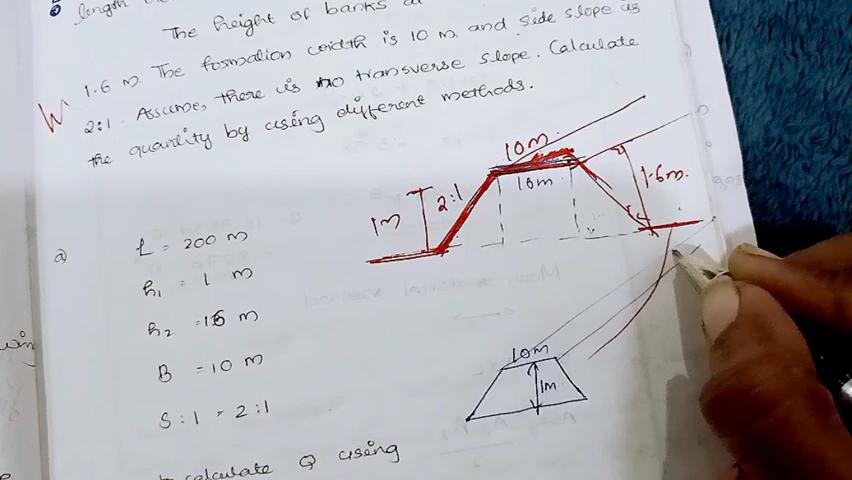 length
The height of banks at
1.6 m. The formation width is 10 m and side slope is
2:1. Assume, there is no transverse slope. Calculate
the quantity by using different methods.
10m.
10m.
2:1
1m
1.6m.
a)
L = 200 m
h₁ = 1 m
h₂ = 1.6 m
B = 10 m
S:1 = 2:1
10m
1m.
calculate Q using